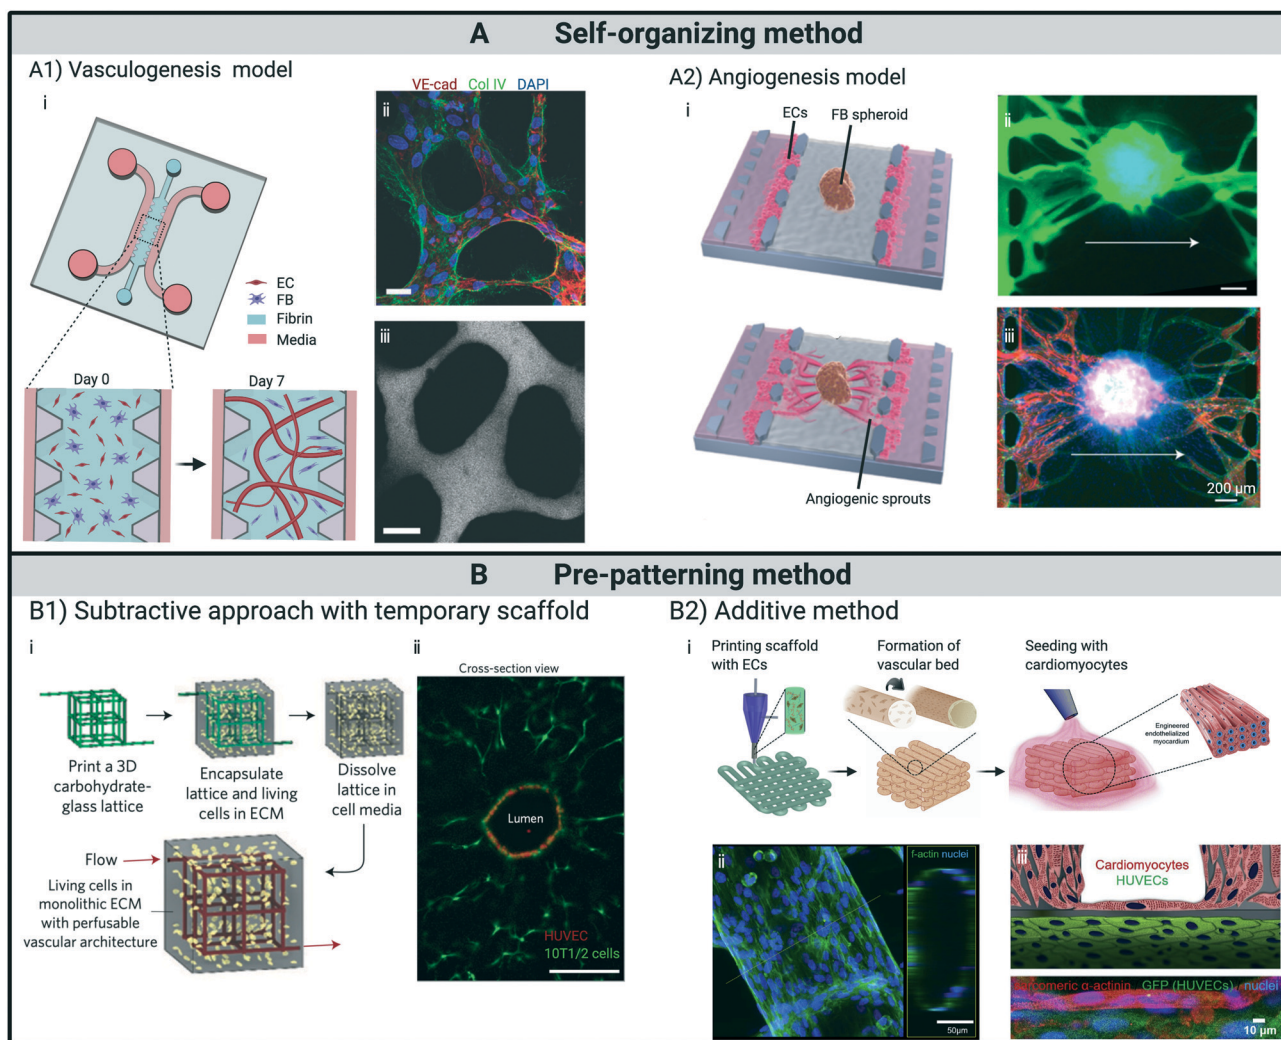 A Self-organizing method
A1) Vasculogenesis model
i
EC
FB
Fibrin
Media
Day 0
Day 7
VE-cad Col IV DAPI
ii
iii
A2) Angiogenesis model
i
ECs
FB spheroid
Angiogenic sprouts
ii
iii
200 µm
B Pre-patterning method
B1) Subtractive approach with temporary scaffold
i
Print a 3D
carbohydrate-
glass lattice
Encapsulate
lattice and living
cells in ECM
Dissolve
lattice in
cell media
Flow
Living cells in
monolithic ECM
with perfusable
vascular architecture
ii
Cross-section view
Lumen
HUVEC
10T1/2 cells
B2) Additive method
i
Printing scaffold
with ECs
Formation of
vascular bed
Seeding with
cardiomyocytes
Engineered
endothelialized
myocardium
ii
f-actin nuclei
50µm
iii
Cardiomyocytes
HUVECs
α-actinin GFP (HUVECs) nuclei
10 µm